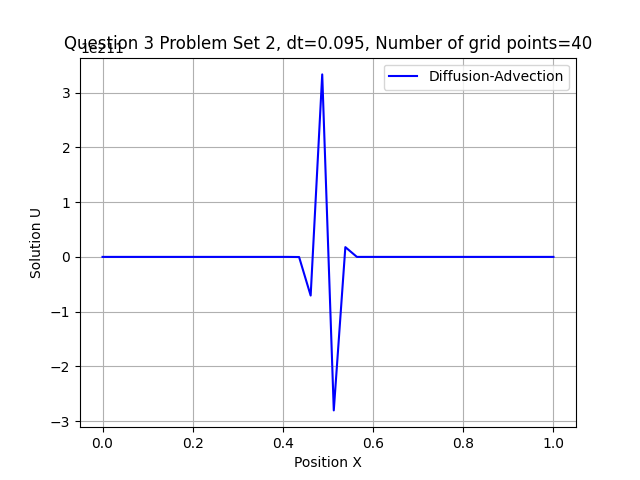 Question 3 Problem Set 2, dt=0.095, Number of grid points=40
1e211
Diffusion-Advection
3
2
1
0
−1
−2
−3
Solution U
0.0 0.2 0.4 0.6 0.8 1.0
Position X